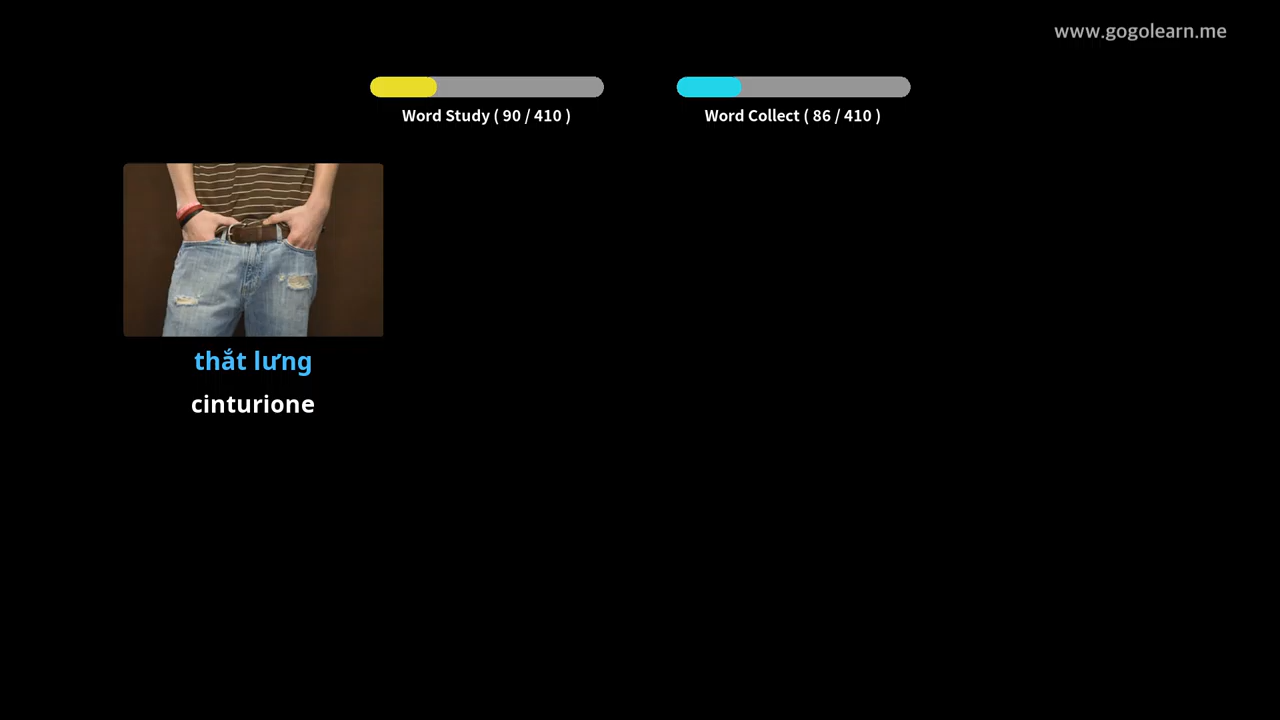 www.gogolearn.me
Word Study ( 90 / 410 )
Word Collect ( 86 / 410 )
thắt lưng
cinturione